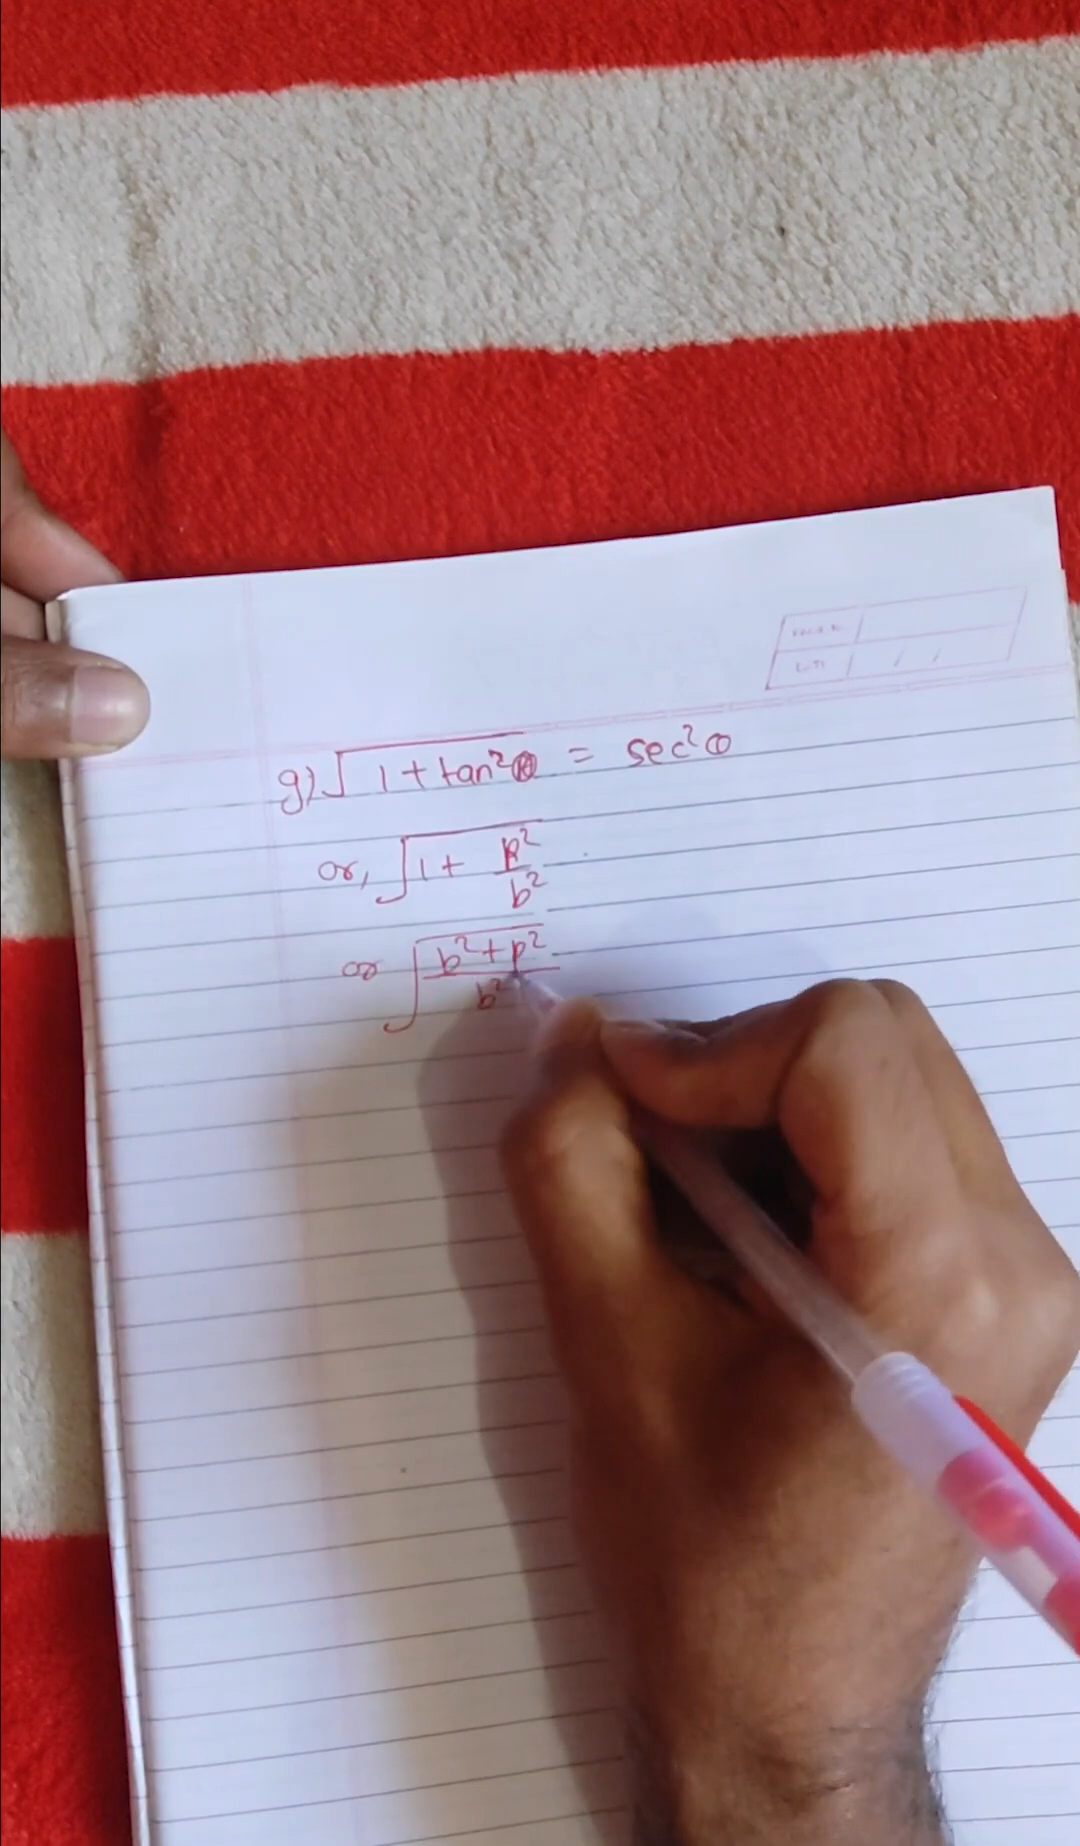 g) √1 + tan²θ = sec²θ
or, √1 + p²/b²
or √b² + p²/b²